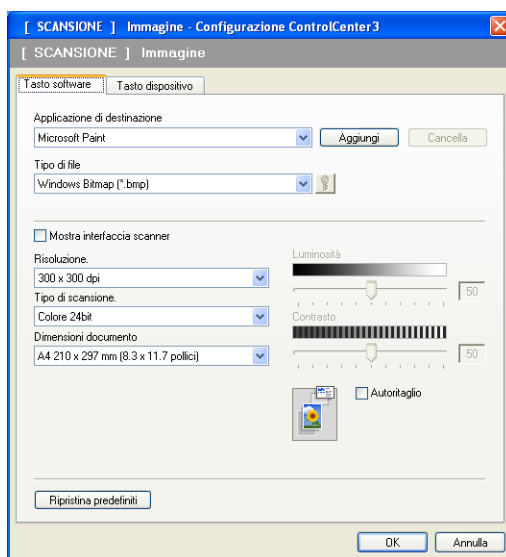 [ SCANSIONE ] Immagine - Configurazione ControlCenter3
[ SCANSIONE ] Immagine
Tasto software
Tasto dispositivo
Applicazione di destinazione
Microsoft Paint
Aggiungi
Cancella
Tipo di file
Windows Bitmap (*.bmp)
Mostra interfaccia scanner
Risoluzione.
300 x 300 dpi
Tipo di scansione.
Colore 24bit
Dimensioni documento
A4 210 x 297 mm (8.3 x 11.7 pollici)
Luminosità
50
Contrasto
50
Autoritaglio
Ripristina predefiniti
OK
Annulla